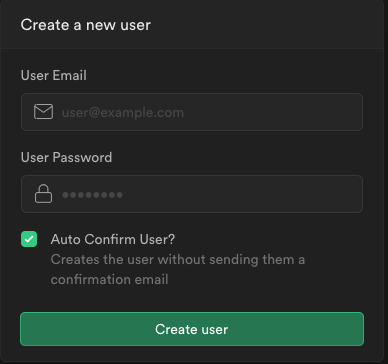 Create a new user
User Email
user@example.com
User Password
••••••••
Auto Confirm User?
Creates the user without sending them a
confirmation email
Create user